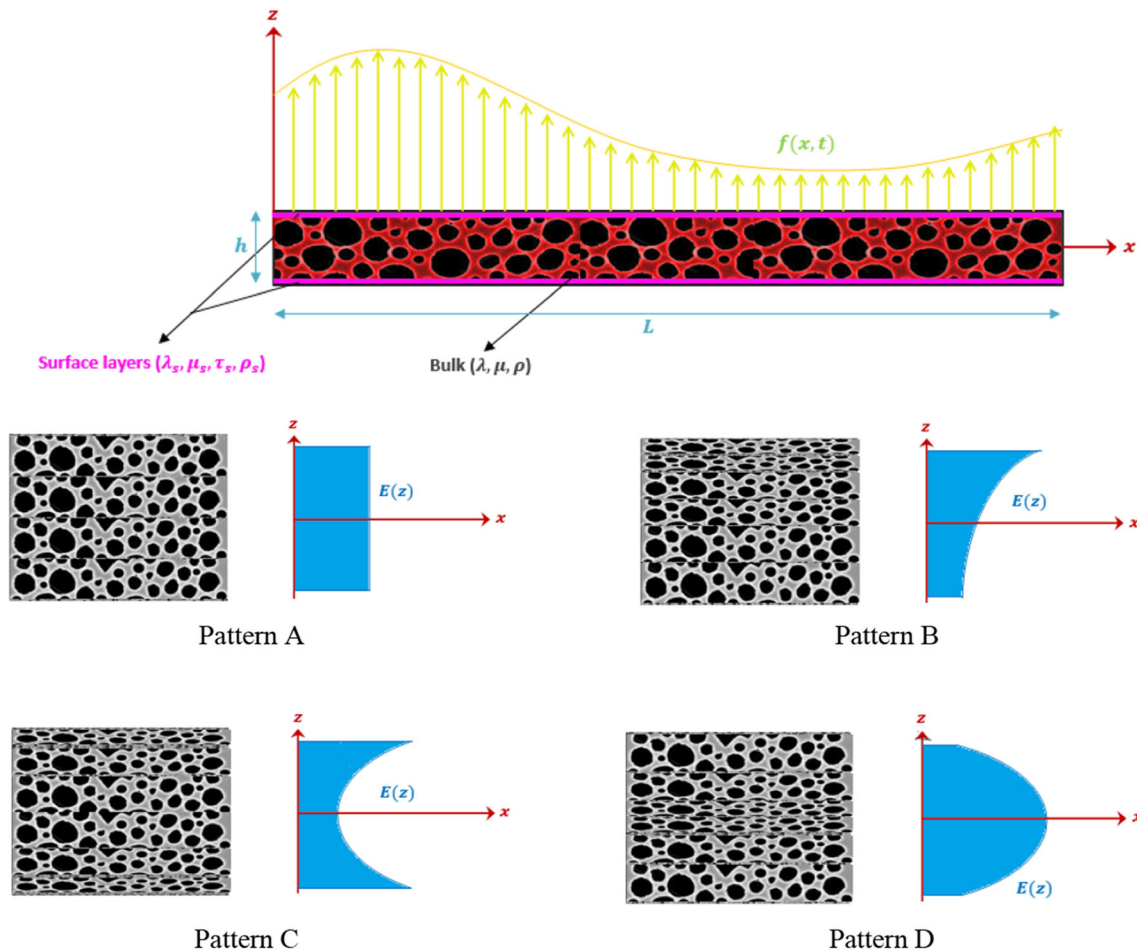 z
f(x,t)
h
x
L
Surface layers (λₛ, μₛ, τₛ, ρₛ)
Bulk (λ, μ, ρ)
z
E(z)
x
Pattern A
z
E(z)
x
Pattern B
z
E(z)
x
Pattern C
z
x
E(z)
Pattern D